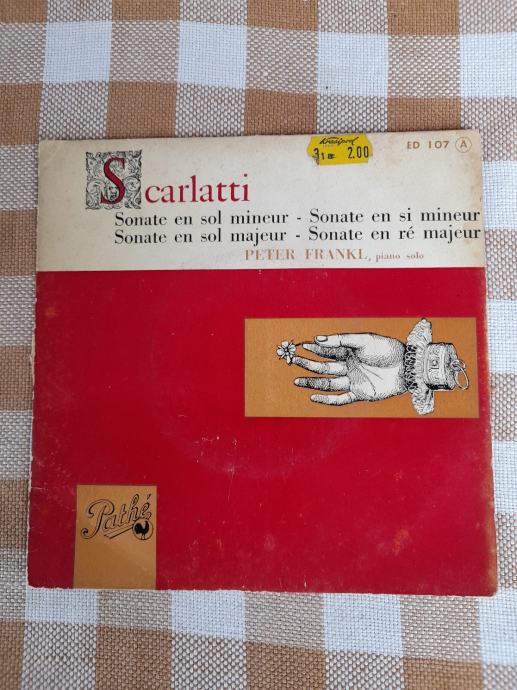 ED 107 A
2.00
Scarlatti
Sonate en sol mineur - Sonate en si mineur
Sonate en sol majeur - Sonate en ré majeur
PETER FRANKL, piano solo
Pathé